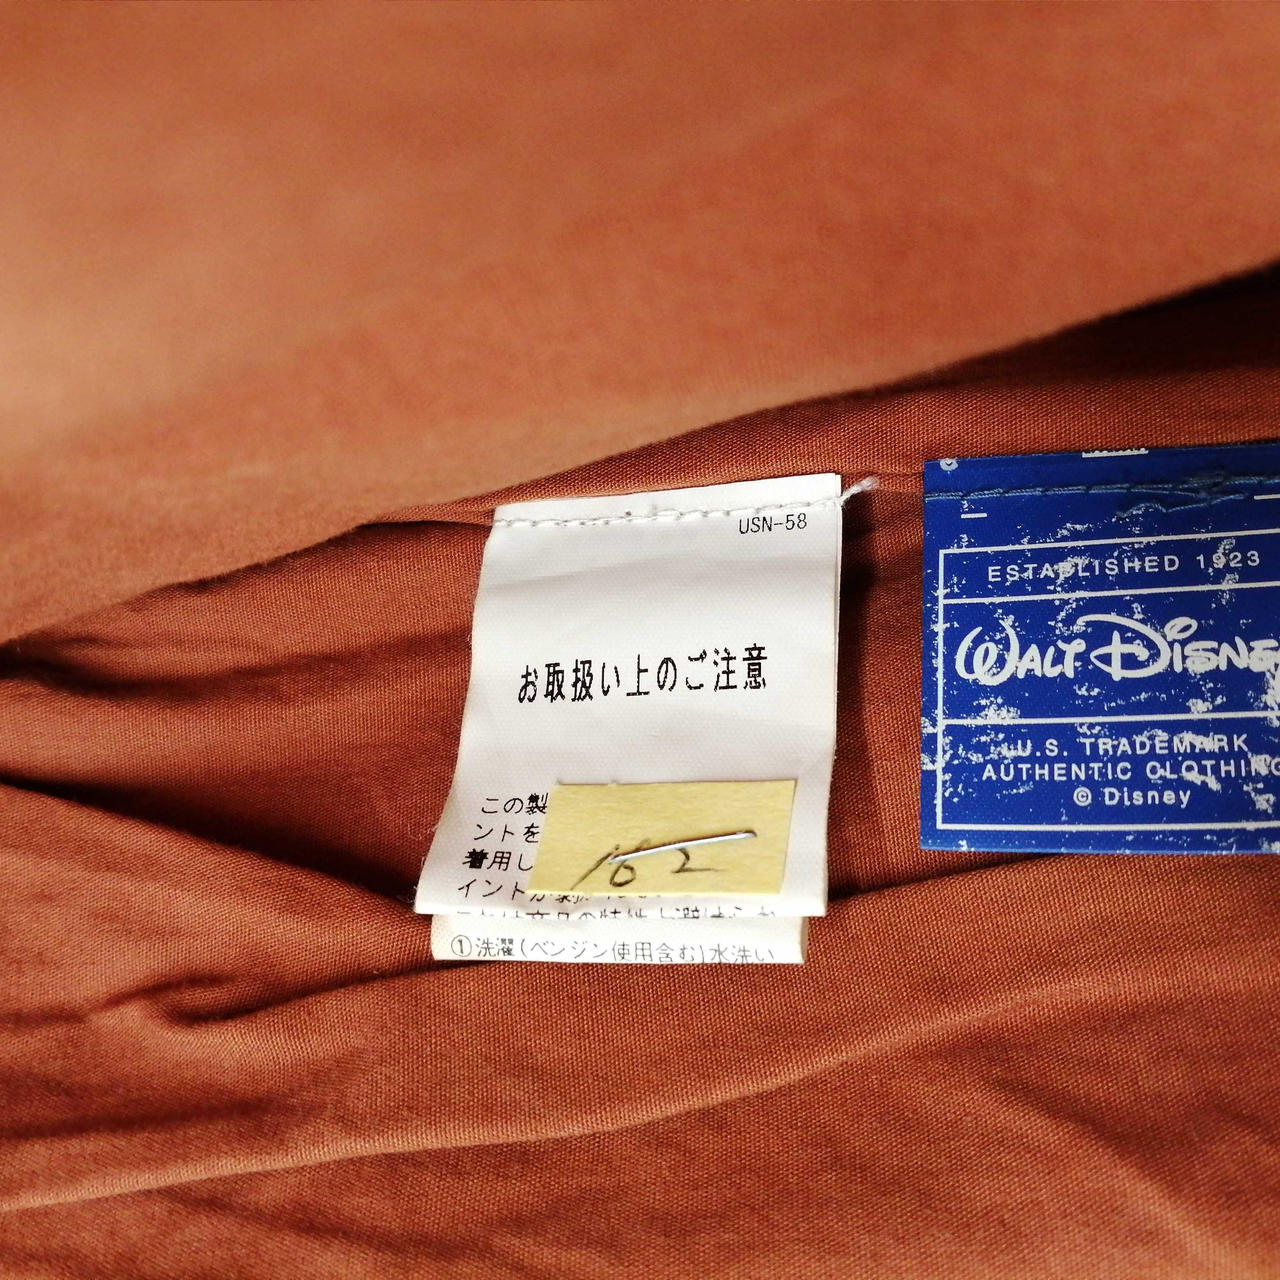 USN-58
お取扱い上のご注意
この製
ントを
着用し
イント
162
①洗濯(ベンジン使用含む)水洗い
ESTABLISHED 1923
WALT DISNEY
U.S. TRADEMARK
AUTHENTIC CLOTHING
© Disney